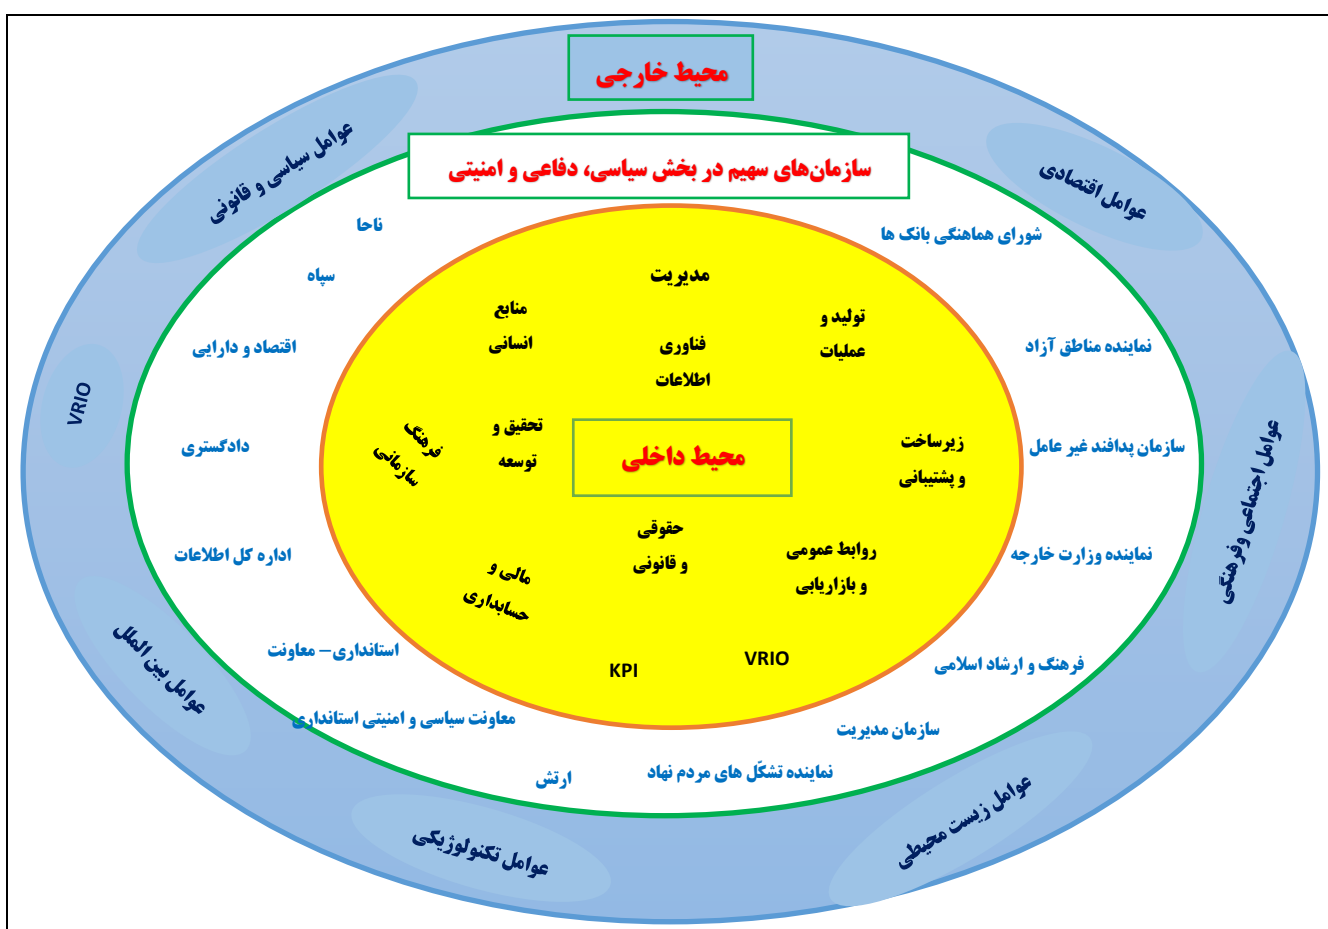 محیط خارجی
عوامل سیاسی و قانونی
عوامل اقتصادی
سازمان‌های سهیم در بخش سیاسی، دفاعی و امنیتی
ناحا
شورای هماهنگی بانک ها
سپاه
مدیریت
منابع
انسانی
تولید و
عملیات
فناوری
اطلاعات
اقتصاد و دارایی
نماینده مناطق آزاد
VRIO
عوامل اجتماعی وفرهنگی
دادگستری
سازمان پدافند غیر عامل
فرهنگ
سازمانی
تحقیق و
توسعه
محیط داخلی
زیرساخت
و پشتیبانی
حقوقی
و قانونی
روابط عمومی
و بازاریابی
مالی و
حسابداری
اداره کل اطلاعات
نماینده وزارت خارجه
عوامل بین الملل
استانداری– معاونت
KPI
VRIO
فرهنگ و ارشاد اسلامی
معاونت سیاسی و امنیتی استانداری
سازمان مدیریت
ارتش
نماینده تشکّل های مردم نهاد
عوامل تکنولوژیکی
عوامل زیست محیطی